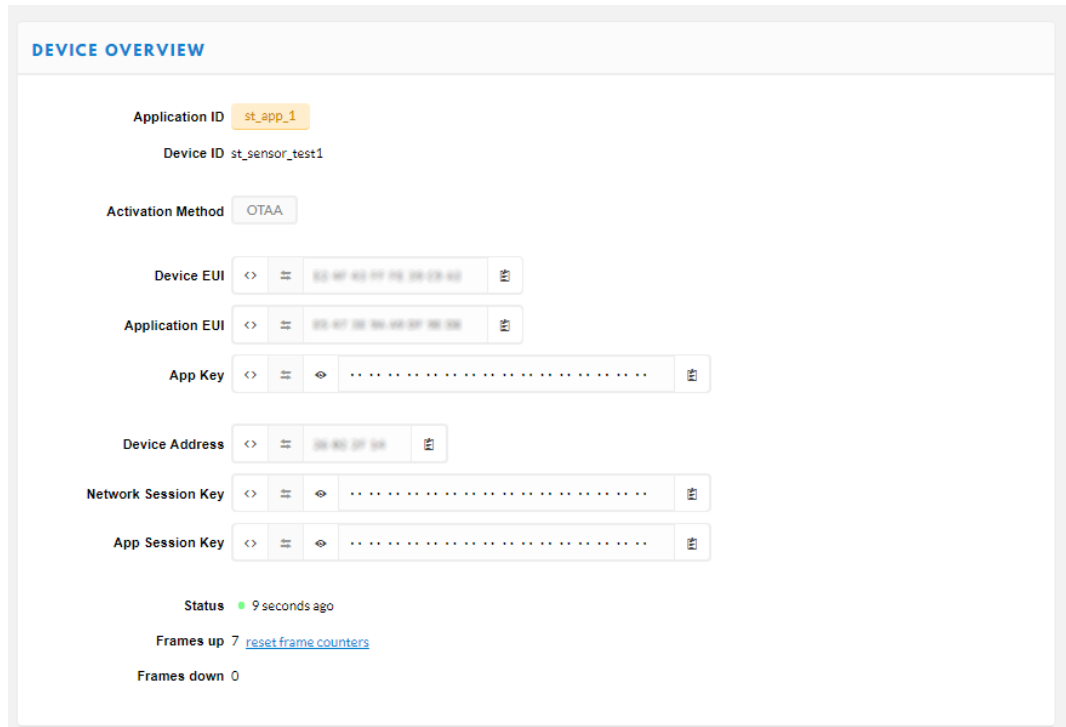 DEVICE OVERVIEW
Application ID st_app_1
Device ID st_sensor_test1
Activation Method OTAA
Device EUI
Application EUI
App Key
Device Address
Network Session Key
App Session Key
Status 9 seconds ago
Frames up 7 reset frame counters
Frames down 0